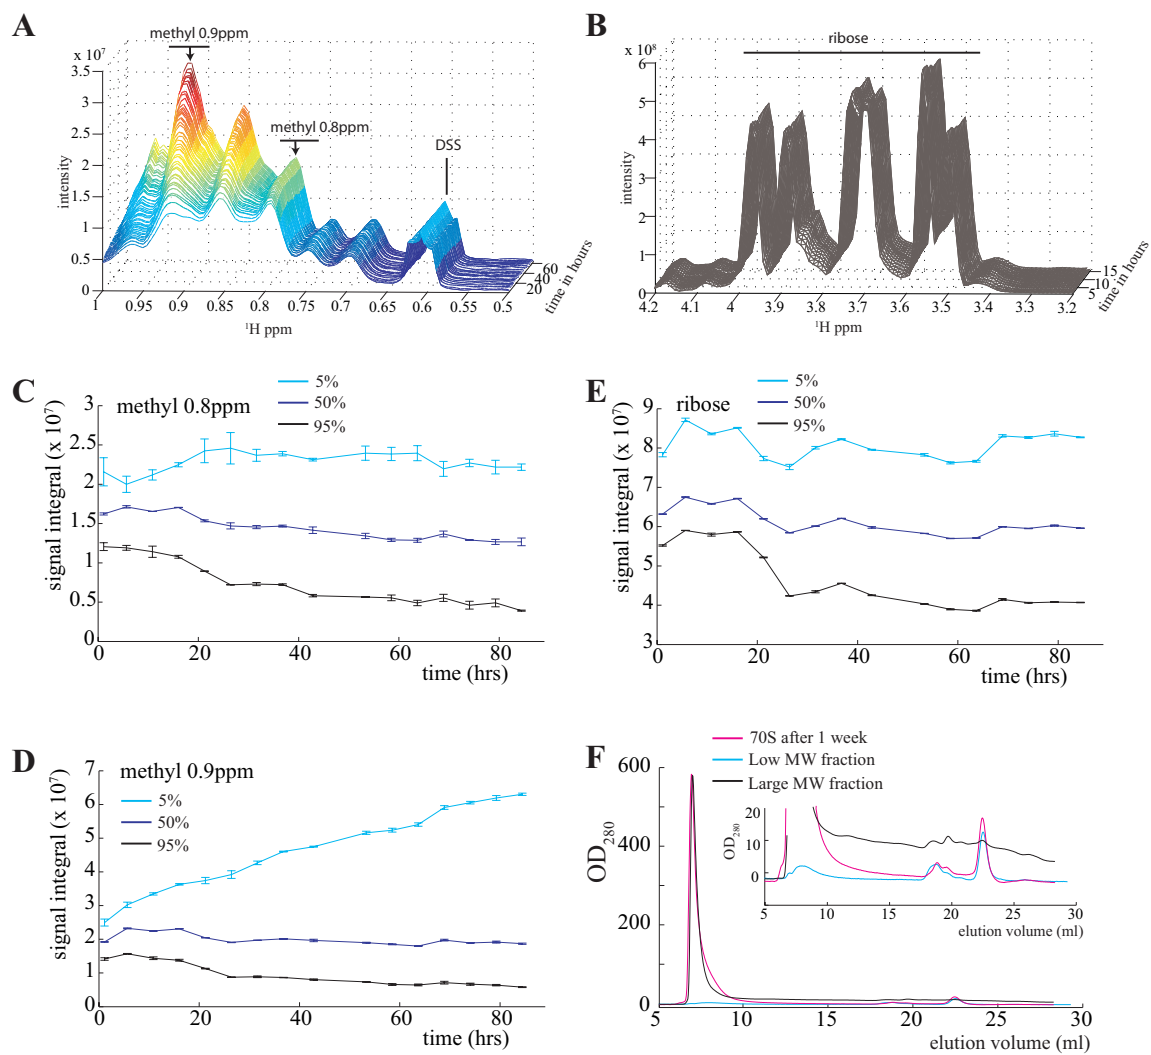 A
methyl 0.9ppm
x 10⁷
3.5
3
2.5
2
1.5
1
0.5
0
intensity
methyl 0.8ppm
DSS
1
0.95
0.9
0.85
0.8
0.75
0.7
0.65
0.6
0.55
0.5
¹H ppm
60
40
20
time in hours
B
ribose
x 10⁸
6
5
4
3
2
1
0
intensity
4.2
4.1
4
3.9
3.8
3.7
3.6
3.5
3.4
3.3
3.2
¹H ppm
15
10
5
time in hours
C
5%
50%
95%
methyl 0.8ppm
signal integral (x 10⁷)
3
2.5
2
1.5
1
0.5
0
0 20 40 60 80
time (hrs)
E
5%
50%
95%
ribose
signal integral (x 10⁷)
9
8
7
6
5
4
3
0 20 40 60 80
time (hrs)
D
methyl 0.9ppm
5%
50%
95%
signal integral (x 10⁷)
7
6
5
4
3
2
1
0
0 20 40 60 80
time (hrs)
F
70S after 1 week
Low MW fraction
Large MW fraction
OD₂₈₀
600
400
200
0
5 10 15 20 25 30
elution volume (ml)
OD₂₈₀
20
10
0
5 10 15 20 25 30
elution volume (ml)